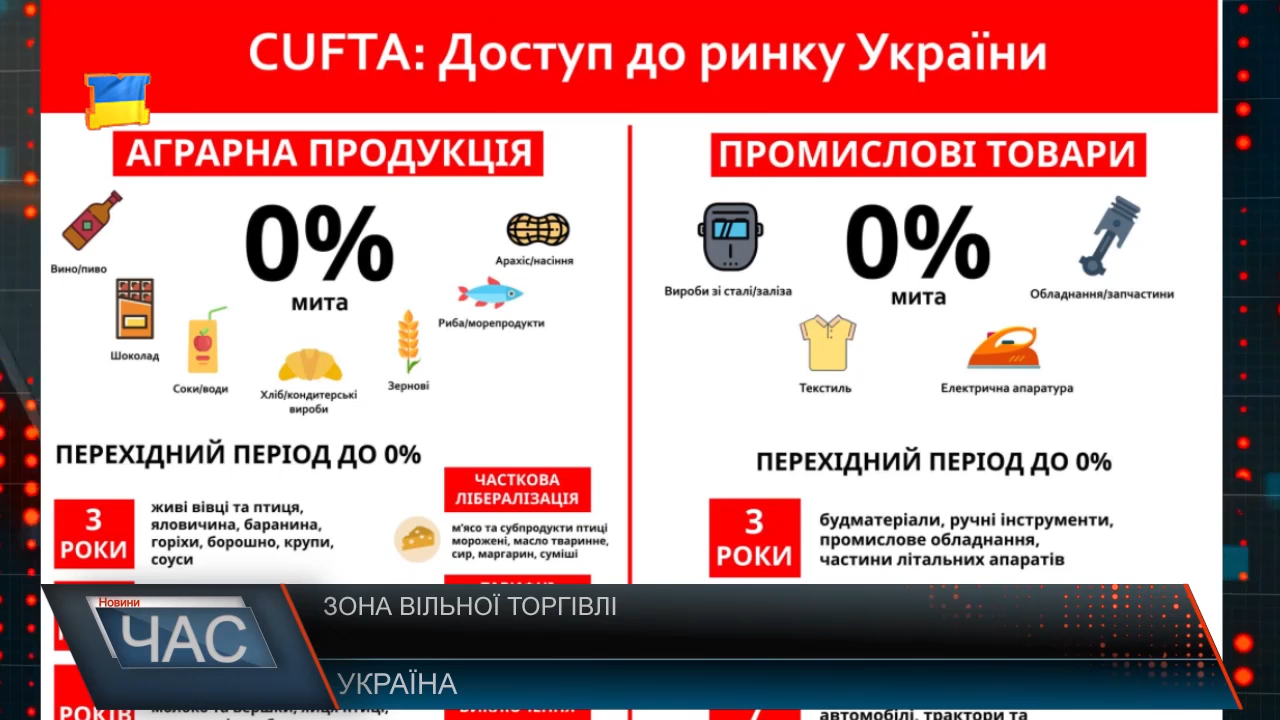 CUFTA: Доступ до ринку України
АГРАРНА ПРОДУКЦІЯ
0%
мита
Вино/пиво
Шоколад
Соки/води
Хліб/кондитерські
вироби
Зернові
Риба/морепродукти
Арахіс/насіння
ПЕРЕХІДНИЙ ПЕРІОД ДО 0%
3
РОКИ
живі вівці та птиця,
яловичина, баранина,
горіхи, борошно, крупи,
соуси
ЧАСТКОВА
ЛІБЕРАЛІЗАЦІЯ
м'ясо та субпродукти птиці
морожені, масло тваринне,
сир, маргарин, суміші
РОКІВ
ПРОМИСЛОВІ ТОВАРИ
0%
мита
Вироби зі сталі/заліза
Текстиль
Електрична апаратура
Обладнання/запчастини
ПЕРЕХІДНИЙ ПЕРІОД ДО 0%
3
РОКИ
будматеріали, ручні інструменти,
промислове обладнання,
частини літальних апаратів
7
автомобілі, трактори та
Новини
ЧАС
ЗОНА ВІЛЬНОЇ ТОРГІВЛІ
УКРАЇНА